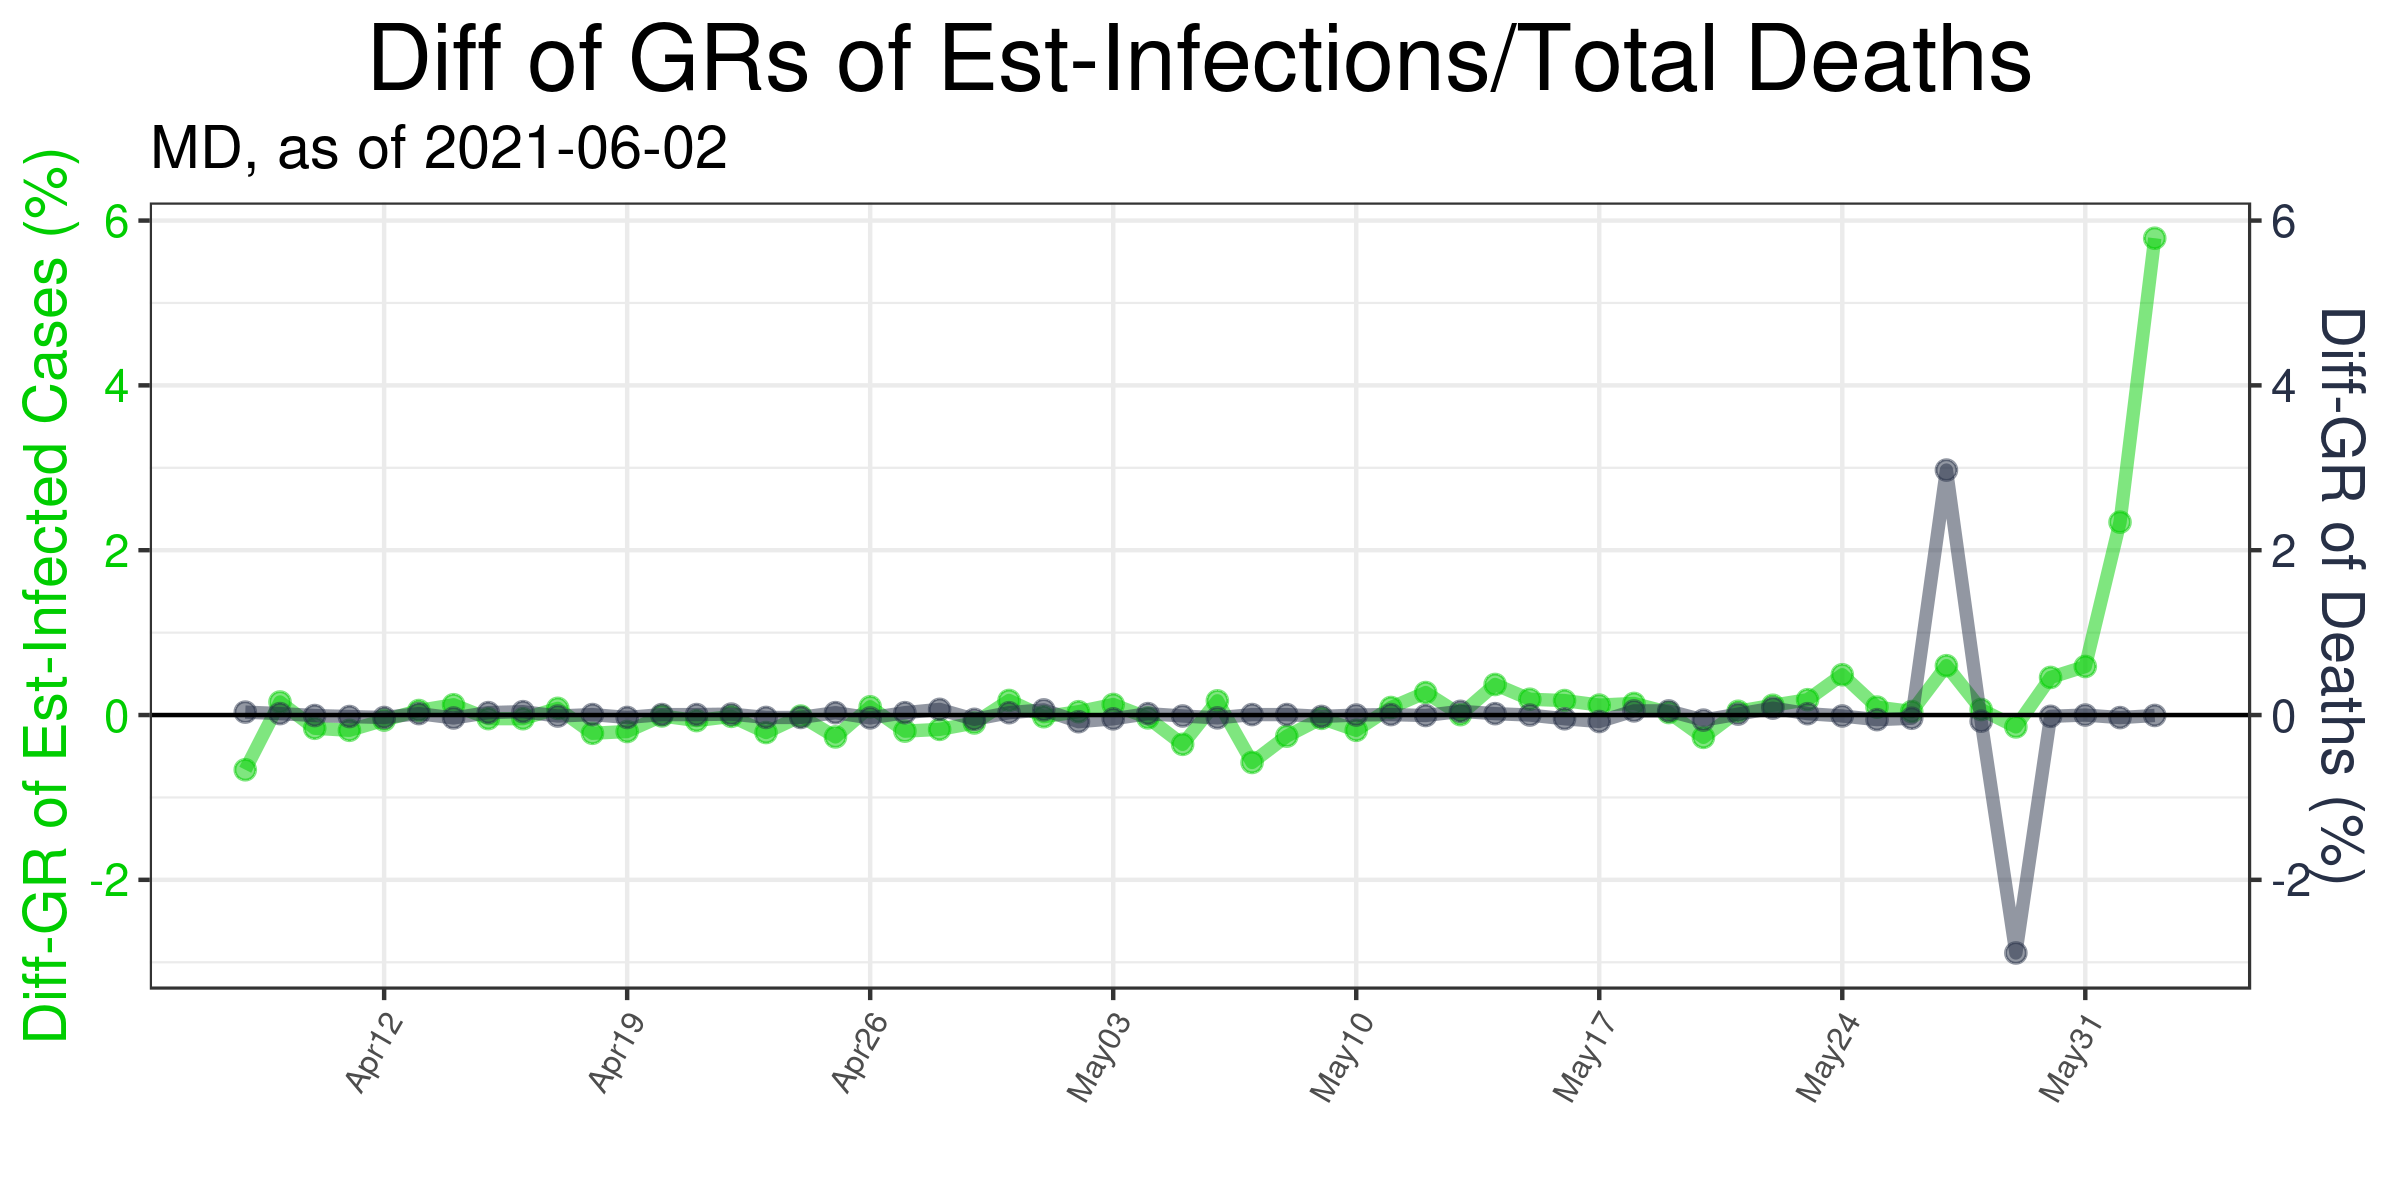 Diff of GRs of Est-Infections/Total Deaths
MD, as of 2021-06-02
Diff-GR of Est-Infected Cases (%)
6
4
2
0
-2
6
4
2
0
-2
Diff-GR of Deaths (%)
Apr12
Apr19
Apr26
May03
May10
May17
May24
May31